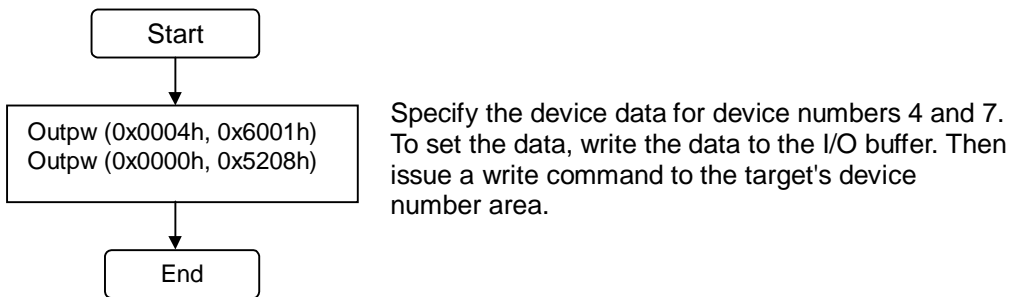 Start
Outpw (0x0004h, 0x6001h)
Outpw (0x0000h, 0x5208h)
Specify the device data for device numbers 4 and 7.
To set the data, write the data to the I/O buffer. Then
issue a write command to the target's device
number area.
End